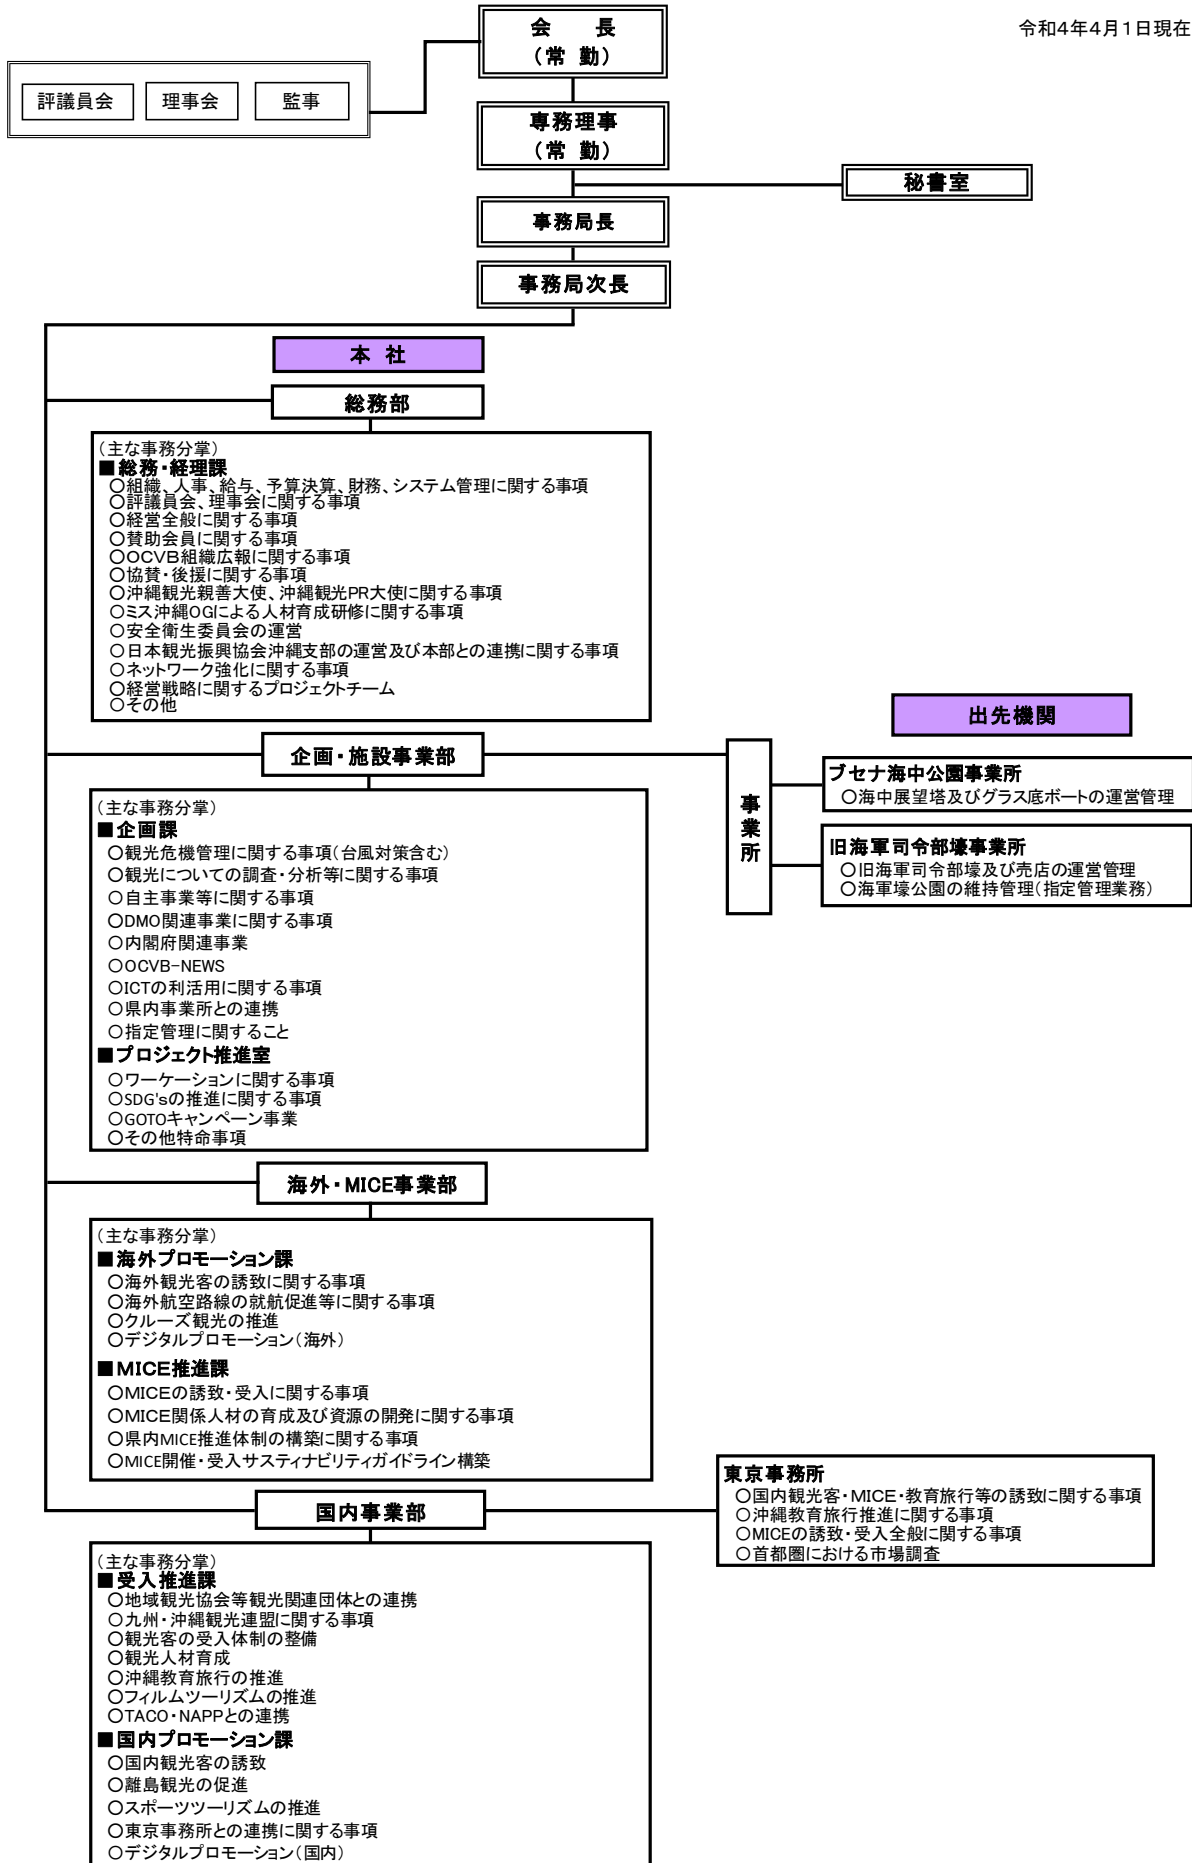 令和4年4月1日現在
会　　長
（常 勤）
評議員会
理事会
監事
専務理事
（常 勤）
秘書室
事務局長
事務局次長
本 社
総務部
（主な事務分掌）
■総務・経理課
○組織、人事、給与、予算決算、財務、システム管理に関する事項
○評議員会、理事会に関する事項
○経営全般に関する事項
○賛助会員に関する事項
○OCVB組織広報に関する事項
○協賛・後援に関する事項
○沖縄観光親善大使、沖縄観光PR大使に関する事項
○ミス沖縄OGによる人材育成研修に関する事項
○安全衛生委員会の運営
○日本観光振興協会沖縄支部の運営及び本部との連携に関する事項
○ネットワーク強化に関する事項
○経営戦略に関するプロジェクトチーム
○その他
出先機関
企画・施設事業部
事業所
ブセナ海中公園事業所
○海中展望塔及びグラス底ボートの運営管理
旧海軍司令部壕事業所
○旧海軍司令部壕及び売店の運営管理
○海軍壕公園の維持管理（指定管理業務）
（主な事務分掌）
■企画課
○観光危機管理に関する事項（台風対策含む）
○観光についての調査・分析等に関する事項
○自主事業等に関する事項
○DMO関連事業に関する事項
○内閣府関連事業
○OCVB-NEWS
○ICTの利活用に関する事項
○県内事業所との連携
○指定管理に関すること
■プロジェクト推進室
○ワーケーションに関する事項
○SDG'sの推進に関する事項
○GOTOキャンペーン事業
○その他特命事項
海外・MICE事業部
（主な事務分掌）
■海外プロモーション課
○海外観光客の誘致に関する事項
○海外航空路線の就航促進等に関する事項
○クルーズ観光の推進
○デジタルプロモーション（海外）
■MICE推進課
○MICEの誘致・受入に関する事項
○MICE関係人材の育成及び資源の開発に関する事項
○県内MICE推進体制の構築に関する事項
○MICE開催・受入サスティナビリティガイドライン構築
国内事業部
東京事務所
○国内観光客・MICE・教育旅行等の誘致に関する事項
○沖縄教育旅行推進に関する事項
○MICEの誘致・受入全般に関する事項
○首都圏における市場調査
（主な事務分掌）
■受入推進課
○地域観光協会等観光関連団体との連携
○九州・沖縄観光連盟に関する事項
○観光客の受入体制の整備
○観光人材育成
○沖縄教育旅行の推進
○フィルムツーリズムの推進
○TACO・NAPPとの連携
■国内プロモーション課
○国内観光客の誘致
○離島観光の促進
○スポーツツーリズムの推進
○東京事務所との連携に関する事項
○デジタルプロモーション（国内）